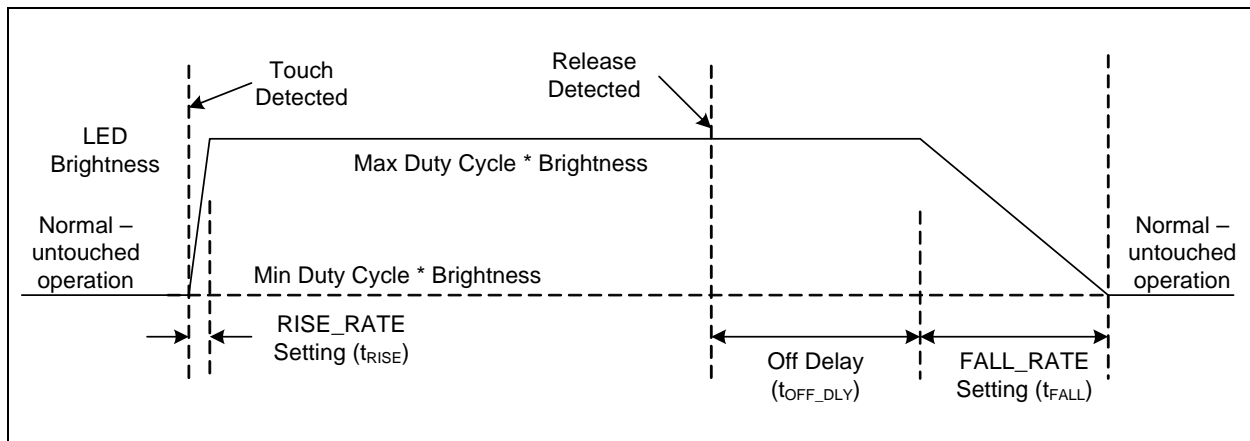 Touch
Detected
Release
Detected
LED
Brightness
Max Duty Cycle * Brightness
Normal –
untouched
operation
Min Duty Cycle * Brightness
Normal –
untouched
operation
RISE_RATE
Setting (tRISE)
Off Delay
(tOFF_DLY)
FALL_RATE
Setting (tFALL)